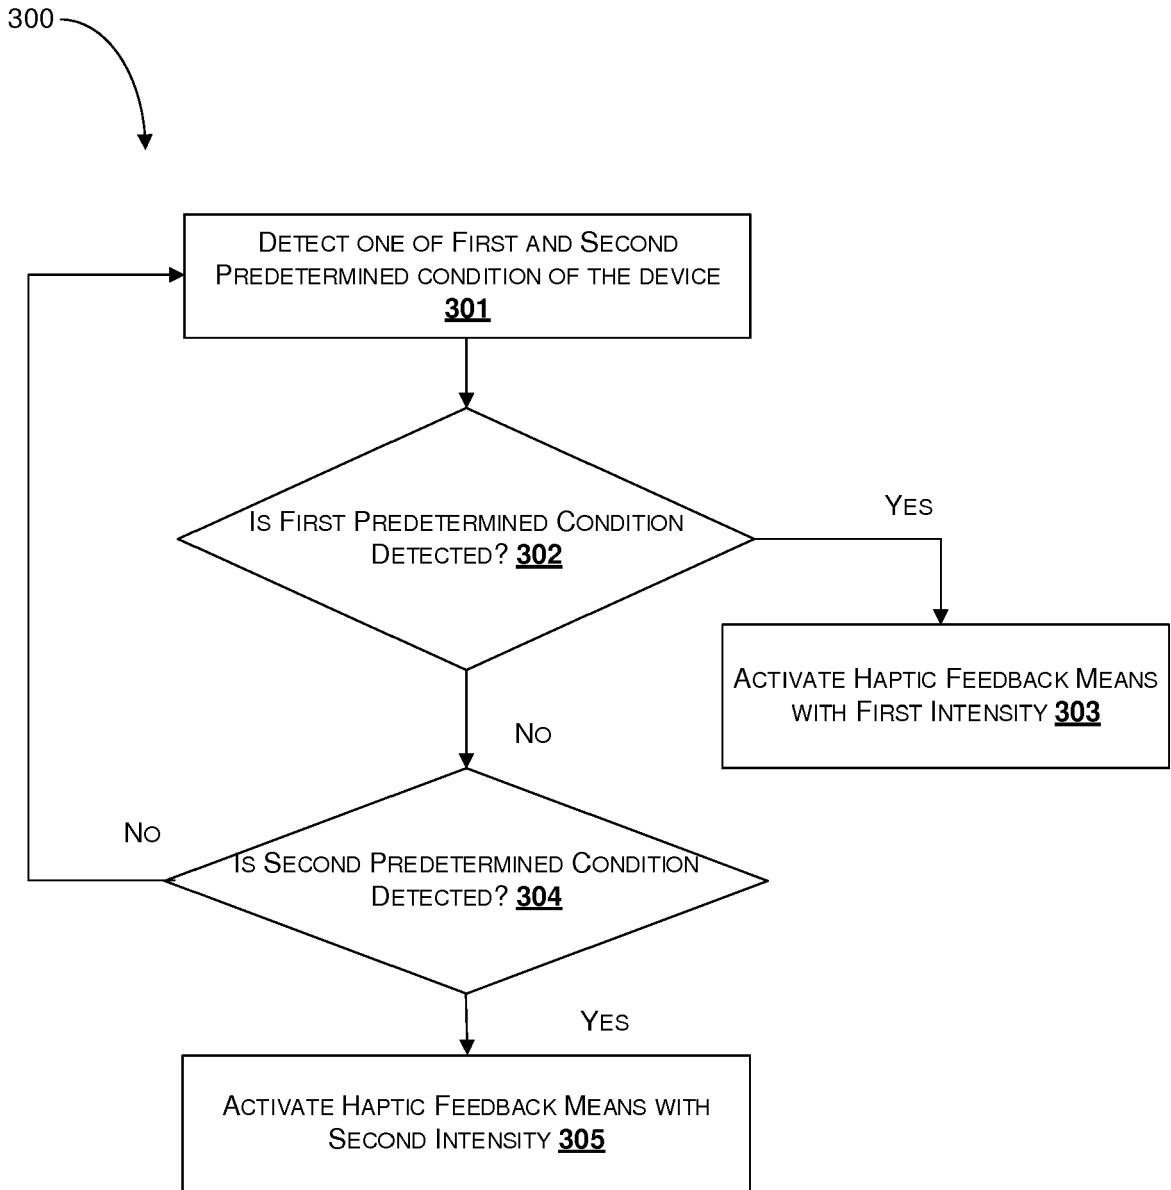 300
DETECT ONE OF FIRST AND SECOND
PREDETERMINED CONDITION OF THE DEVICE
301
IS FIRST PREDETERMINED CONDITION
DETECTED? 302
YES
ACTIVATE HAPTIC FEEDBACK MEANS
WITH FIRST INTENSITY 303
NO
NO
IS SECOND PREDETERMINED CONDITION
DETECTED? 304
YES
ACTIVATE HAPTIC FEEDBACK MEANS WITH
SECOND INTENSITY 305